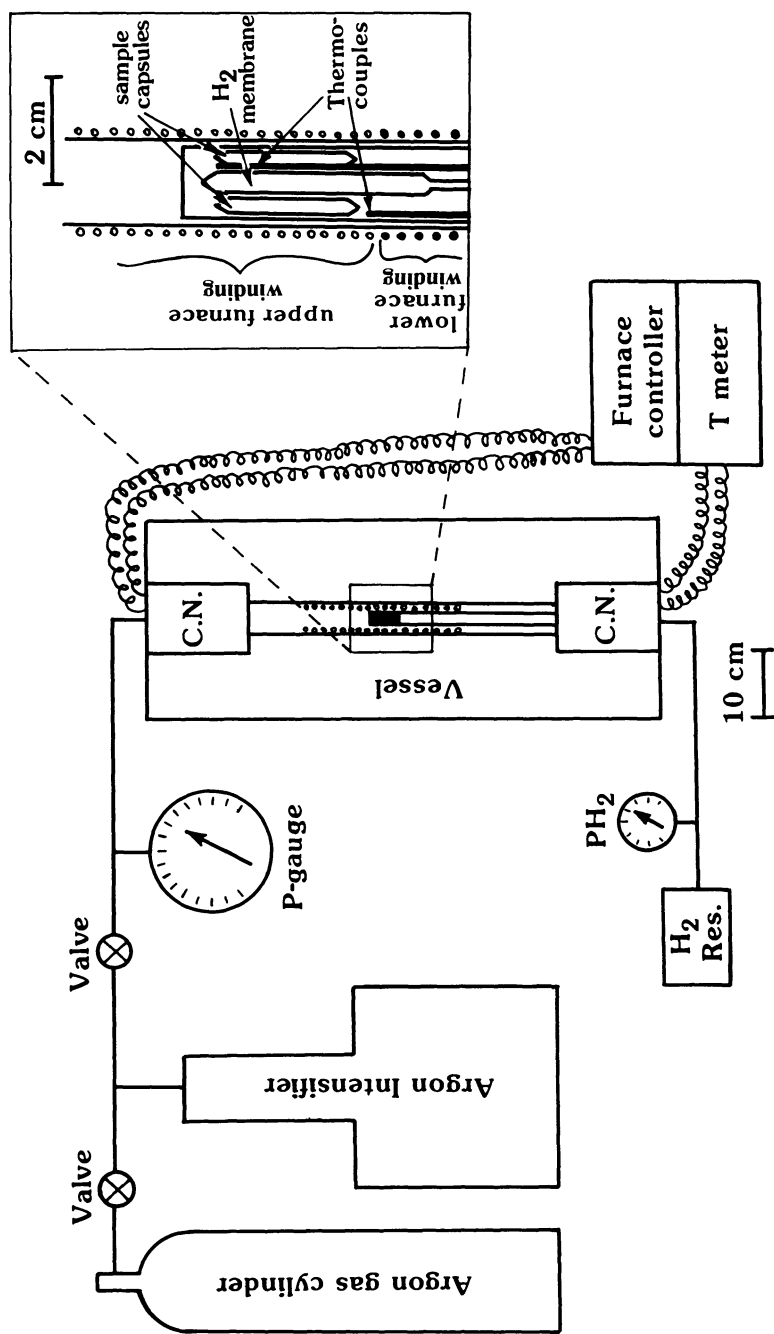 Argon gas cylinder
Valve
Argon Intensifier
Valve
P-gauge
H2
Res.
PH2
10 cm
C.N.
Vessel
C.N.
Furnace
controller
T meter
2 cm
sample
capsules
H2
membrane
Thermo-
couples
upper furnace
winding
lower
furnace
winding